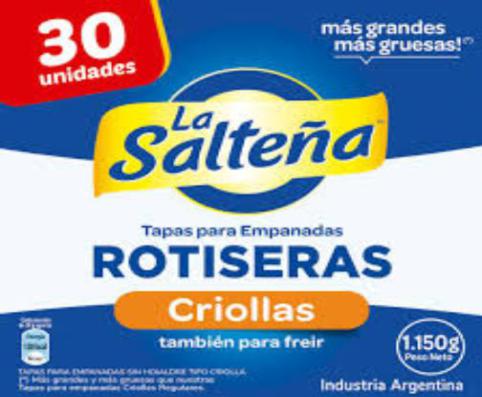 30
unidades
más grandes
más gruesas!(*)
La
Salteña
Tapas para Empanadas
ROTISERAS
Criollas
también para freir
1.150g
Peso Neto
TAPAS PARA EMPANADAS SIN HOJALDRE TIPO CRIOLLA
(*) Más grandes y más gruesas que nuestras
Tapas para empanadas Criollas Regulares.
Industria Argentina